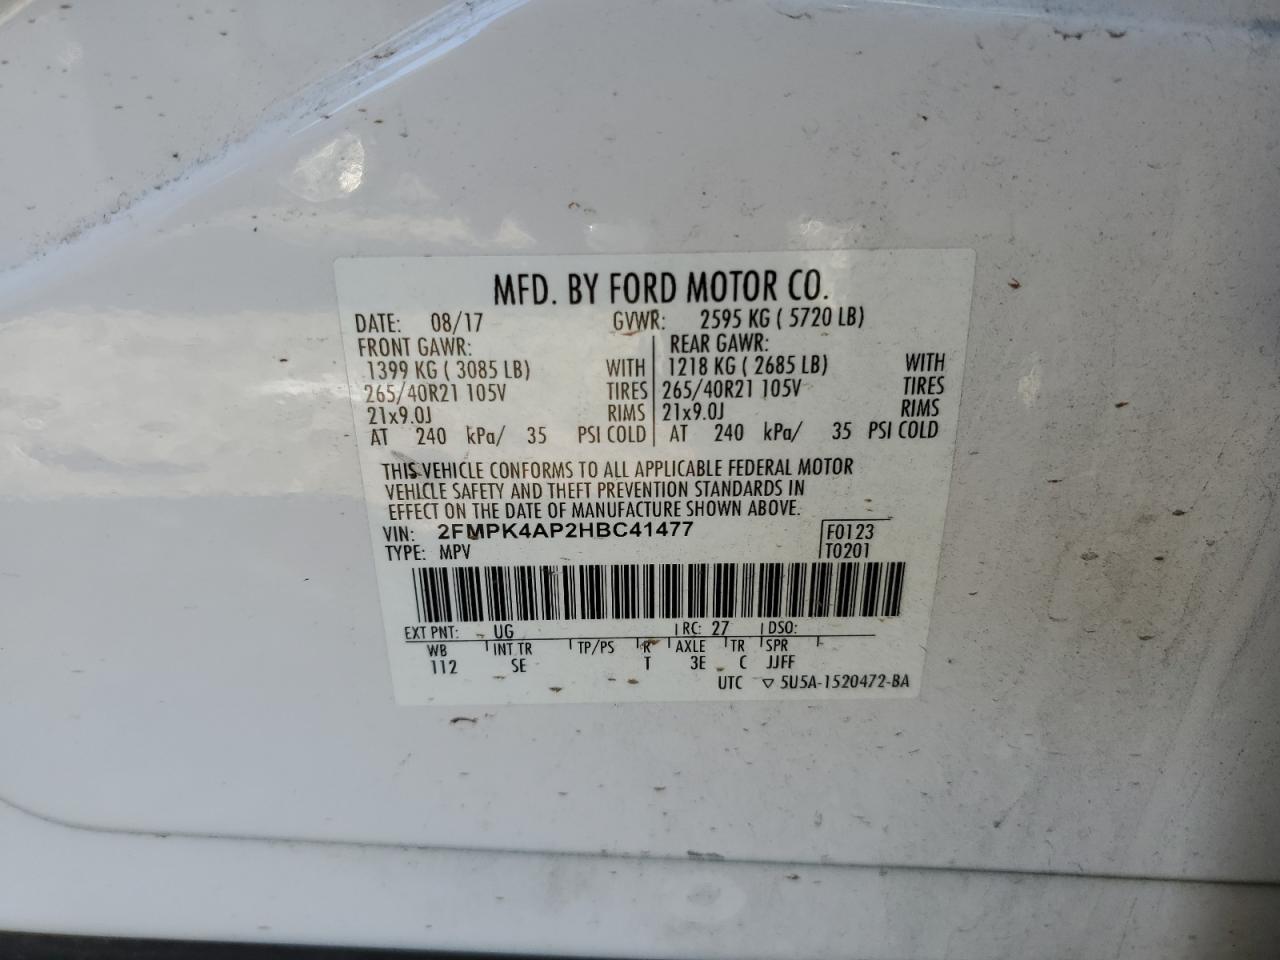 MFD. BY FORD MOTOR CO.
DATE: 08/17 GVWR: 2595 KG ( 5720 LB)
FRONT GAWR: REAR GAWR:
1399 KG ( 3085 LB) WITH 1218 KG ( 2685 LB) WITH
265/40R21 105V TIRES 265/40R21 105V TIRES
21x9.0J RIMS 21x9.0J RIMS
AT 240 kPa/ 35 PSI COLD AT 240 kPa/ 35 PSI COLD
THIS VEHICLE CONFORMS TO ALL APPLICABLE FEDERAL MOTOR
VEHICLE SAFETY AND THEFT PREVENTION STANDARDS IN
EFFECT ON THE DATE OF MANUFACTURE SHOWN ABOVE.
VIN: 2FMPK4AP2HBC41477 F0123
TYPE: MPV T0201
EXT PNT: UG RC: 27 DSO:
WB INT TR TP/PS R AXLE TR SPR
112 SE T 3E C JJFF
UTC ▽ 5U5A-1520472-BA